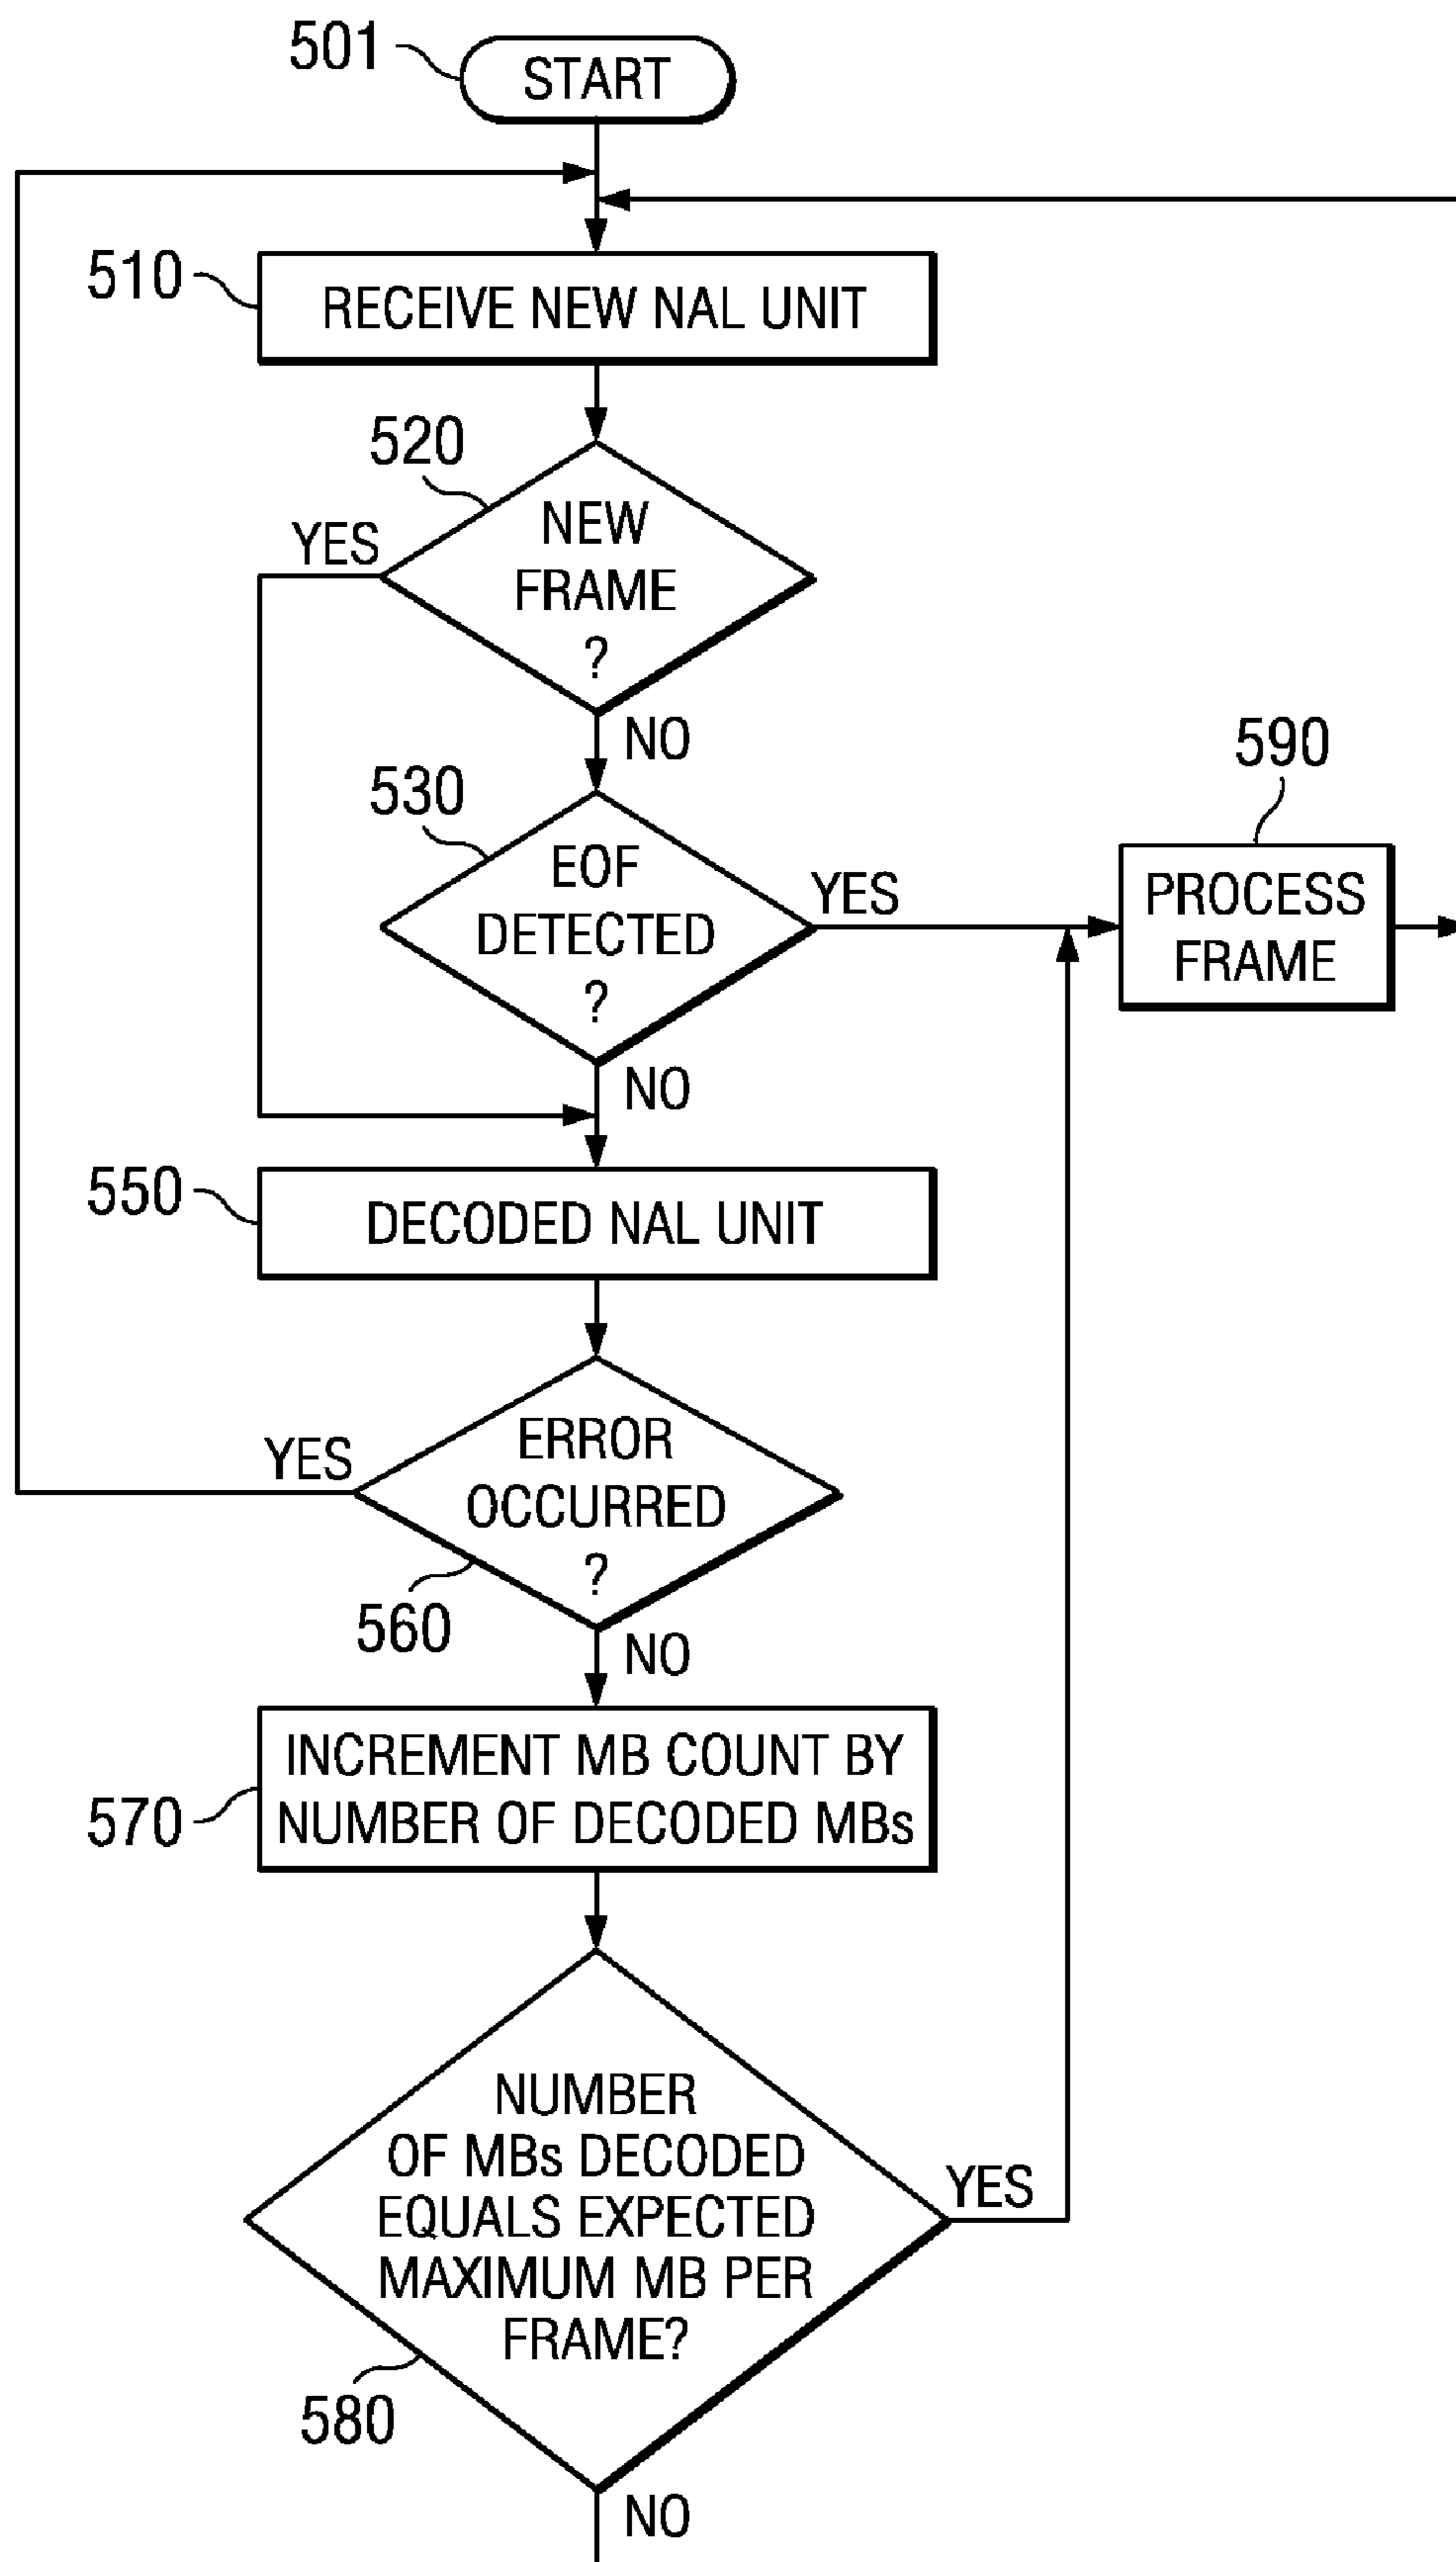 501
START
510
RECEIVE NEW NAL UNIT
520
YES
NEW
FRAME
?
NO
530
EOF
DETECTED
?
YES
590
PROCESS
FRAME
NO
550
DECODED NAL UNIT
YES
ERROR
OCCURRED
?
560
NO
570
INCREMENT MB COUNT BY
NUMBER OF DECODED MBs
NUMBER
OF MBs DECODED
EQUALS EXPECTED
MAXIMUM MB PER
FRAME?
YES
580
NO